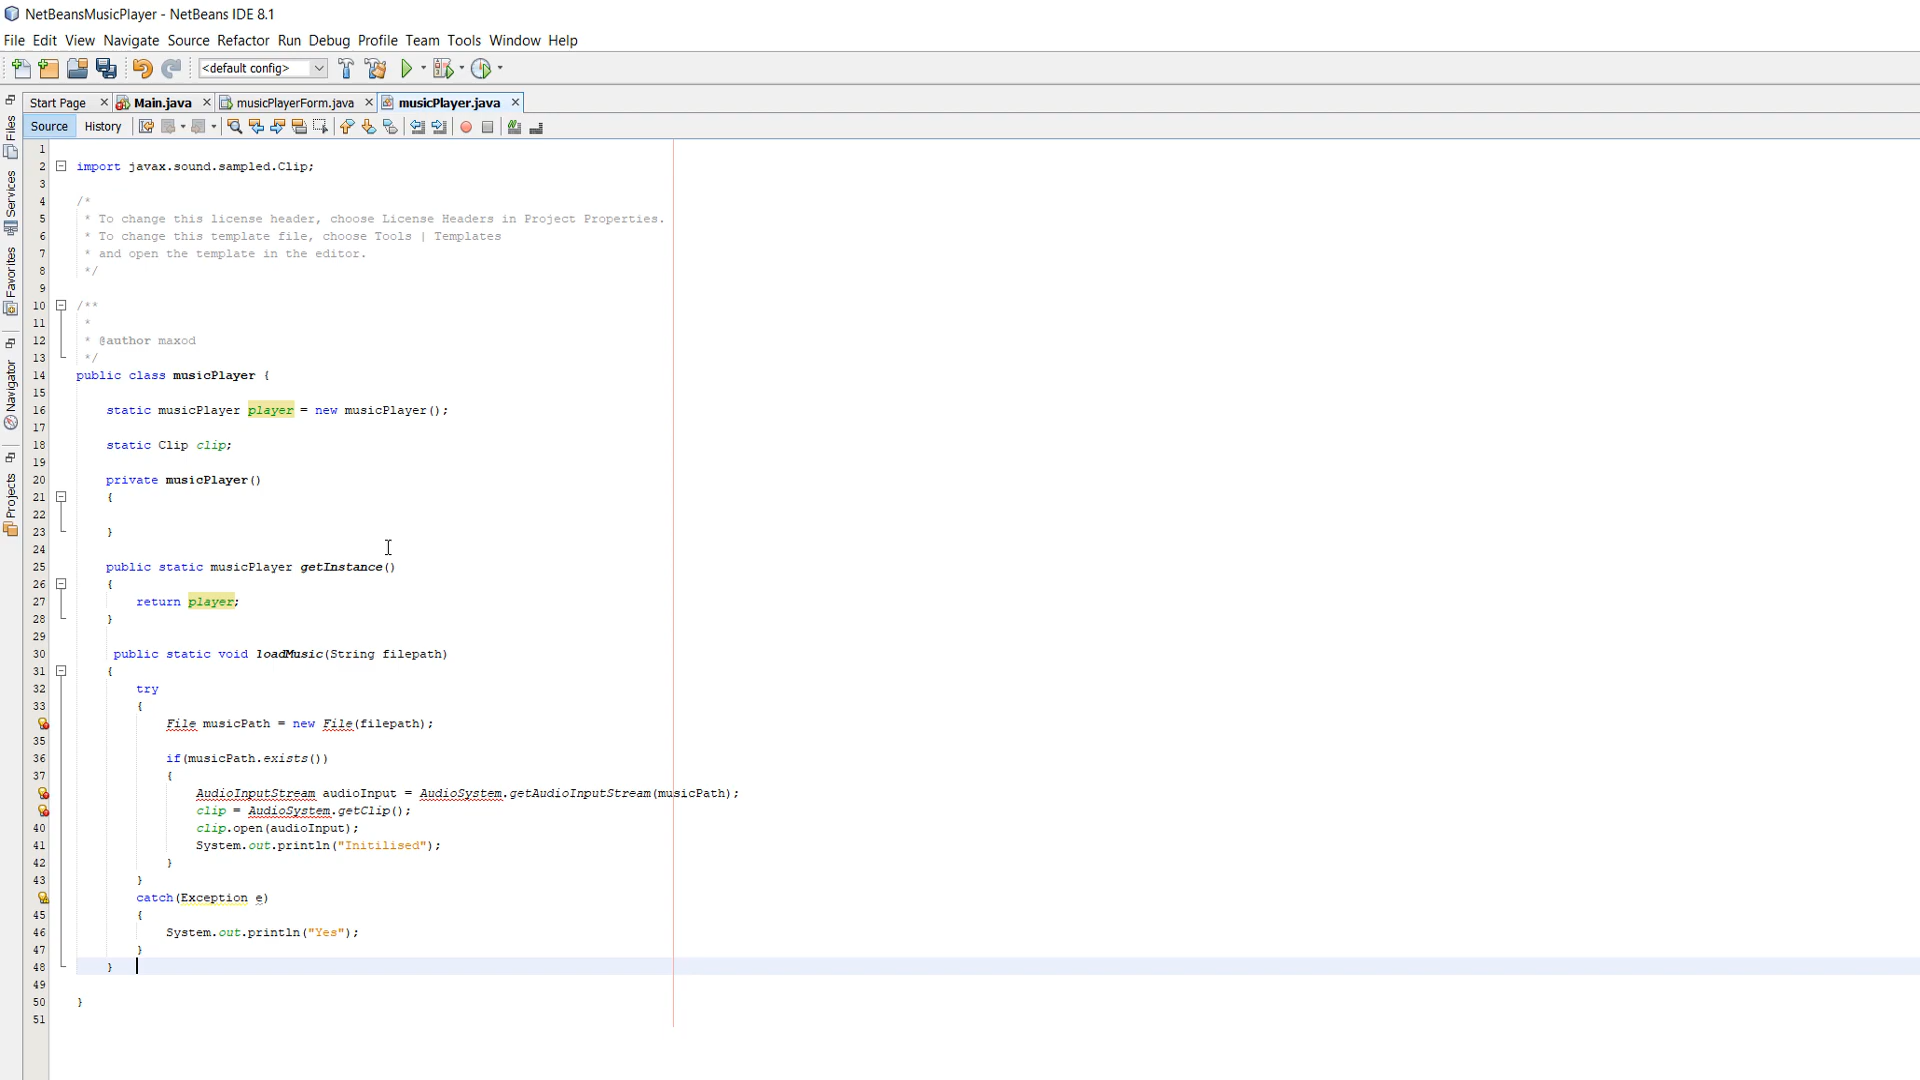 NetBeansMusicPlayer - NetBeans IDE 8.1
File Edit View Navigate Source Refactor Run Debug Profile Team Tools Window Help
<default config>
Start Page Main.java musicPlayerForm.java musicPlayer.java
Source History
Files
Services
Favorites
Navigator
Projects
1
2 import javax.sound.sampled.Clip;
3
4 /*
5 * To change this license header, choose License Headers in Project Properties.
6 * To change this template file, choose Tools | Templates
7 * and open the template in the editor.
8 */
9
10 /**
11 *
12 * @author maxod
13 */
14 public class musicPlayer {
15
16 static musicPlayer player = new musicPlayer();
17
18 static Clip clip;
19
20 private musicPlayer()
21 {
22
23 }
24
25 public static musicPlayer getInstance()
26 {
27 return player;
28 }
29
30 public static void loadMusic(String filepath)
31 {
32 try
33 {
File musicPath = new File(filepath);
35
36 if(musicPath.exists())
37 {
AudioInputStream audioInput = AudioSystem.getAudioInputStream(musicPath);
clip = AudioSystem.getClip();
40 clip.open(audioInput);
41 System.out.println("Initilised");
42 }
43 }
catch(Exception e)
45 {
46 System.out.println("Yes");
47 }
48 }
49
50 }
51